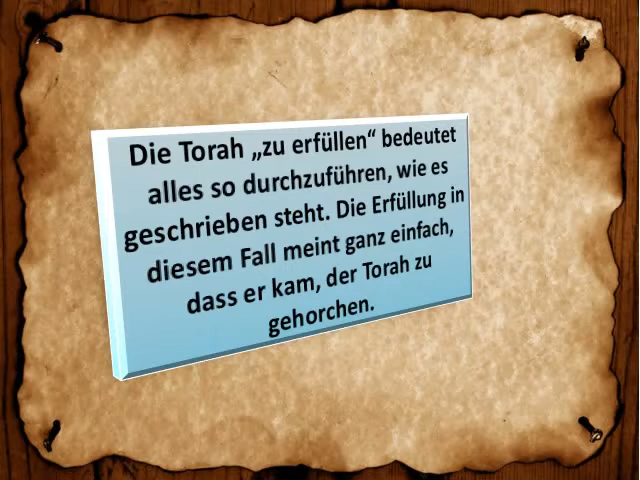 Die Torah „zu erfüllen“ bedeutet
alles so durchzuführen, wie es
geschrieben steht. Die Erfüllung in
diesem Fall meint ganz einfach,
dass er kam, der Torah zu
gehorchen.